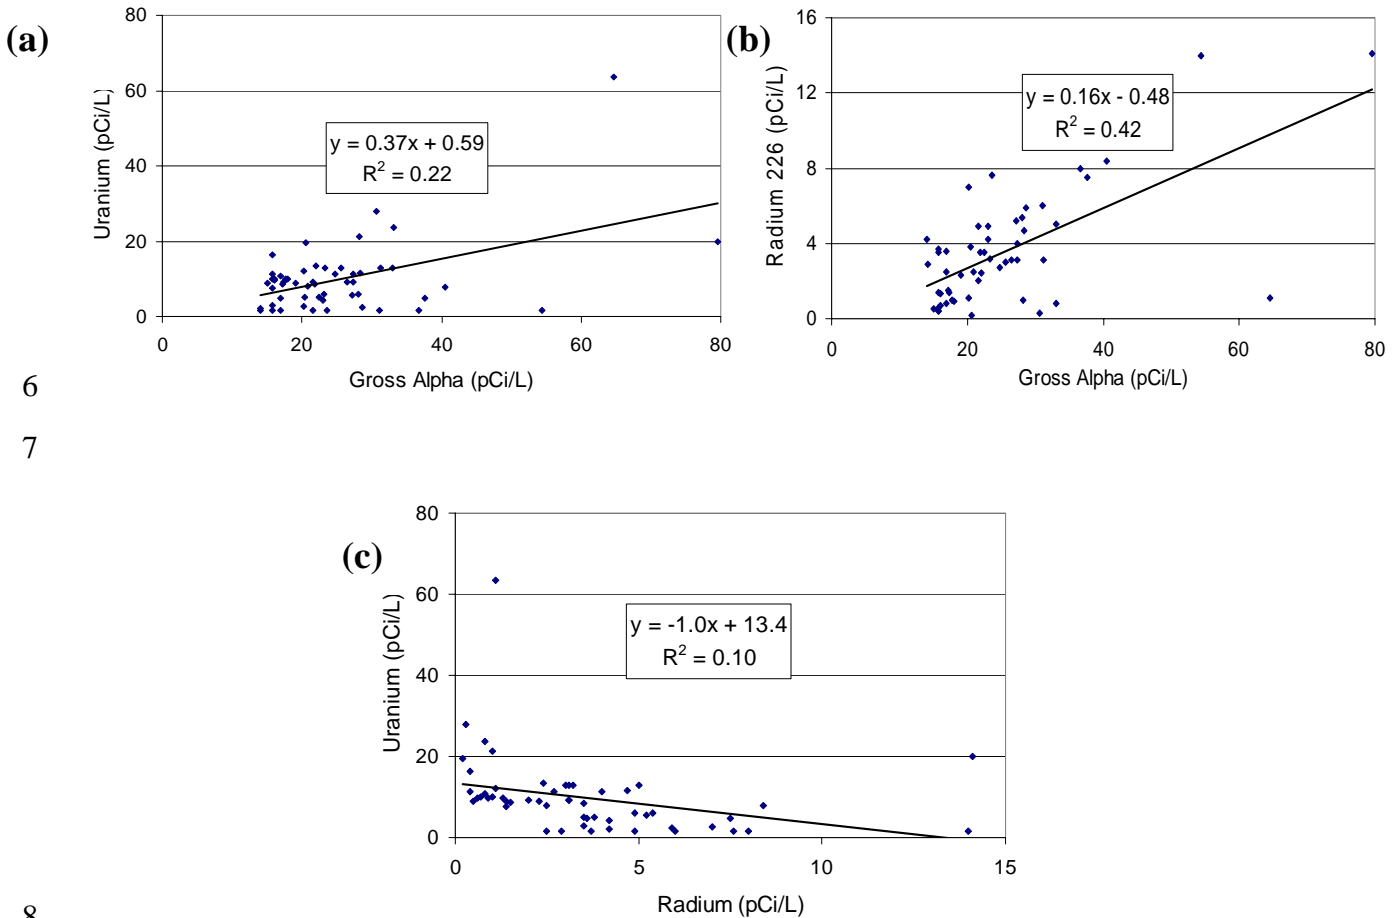 (a)
80
60
40
20
0
Uranium (pCi/L)
y = 0.37x + 0.59
R² = 0.22
0 20 40 60 80
Gross Alpha (pCi/L)
(b)
16
12
8
4
0
Radium 226 (pCi/L)
y = 0.16x - 0.48
R² = 0.42
0 20 40 60 80
Gross Alpha (pCi/L)
6
7
(c)
80
60
40
20
0
Uranium (pCi/L)
y = -1.0x + 13.4
R² = 0.10
0 5 10 15
Radium (pCi/L)
8